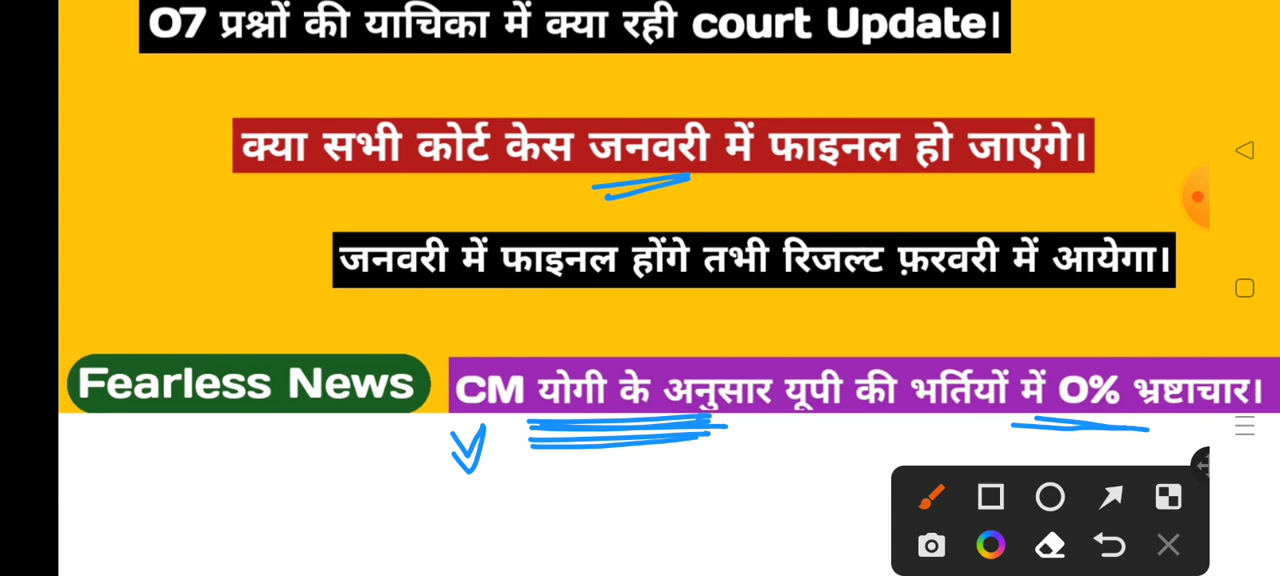 07 प्रश्नों की याचिका में क्या रही court Update।
क्या सभी कोर्ट केस जनवरी में फाइनल हो जाएंगे।
जनवरी में फाइनल होंगे तभी रिजल्ट फ़रवरी में आयेगा।
Fearless News
CM योगी के अनुसार यूपी की भर्तियों में 0% भ्रष्टाचार।